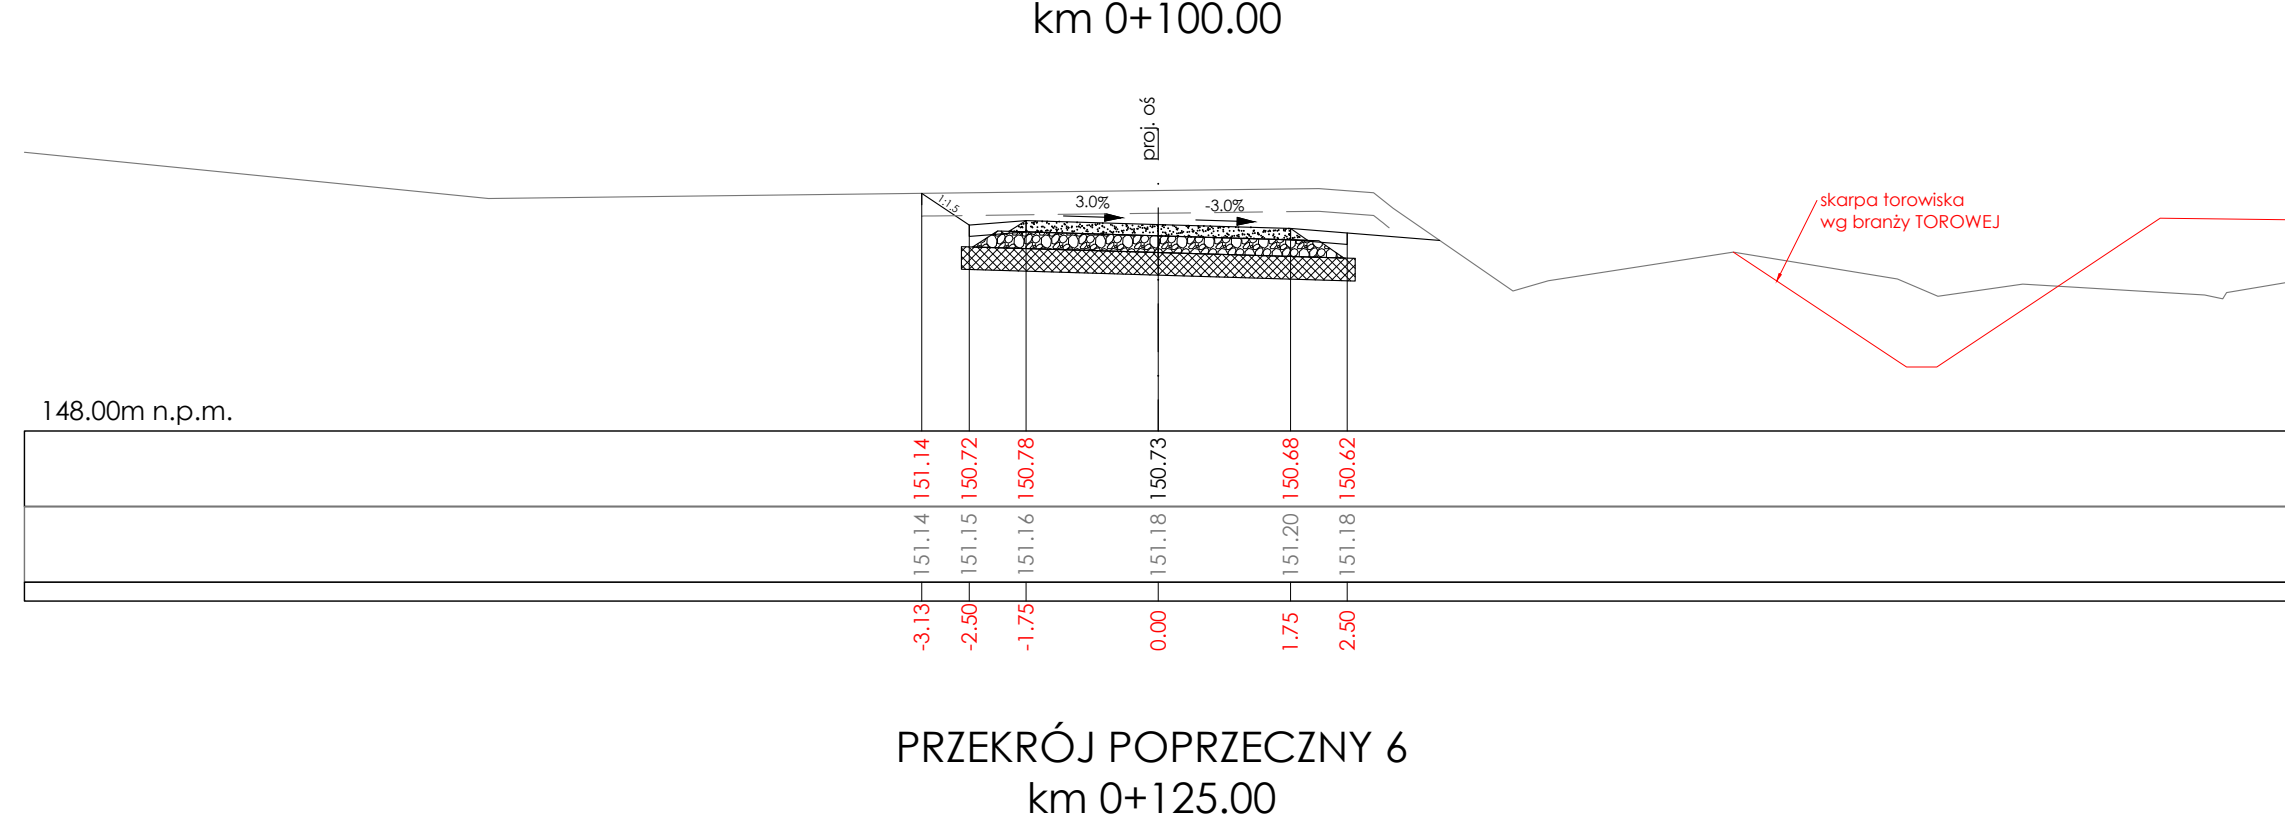 km 0+100.00
proj. oś
1:1.5
3.0%
-3.0%
skarpa torowiska
wg branży TOROWEJ
148.00m n.p.m.
151.14 150.72 150.78 150.73 150.68 150.62
151.14 151.15 151.16 151.18 151.20 151.18
-3.13 -2.50 -1.75 0.00 1.75 2.50
PRZEKRÓJ POPRZECZNY 6
km 0+125.00